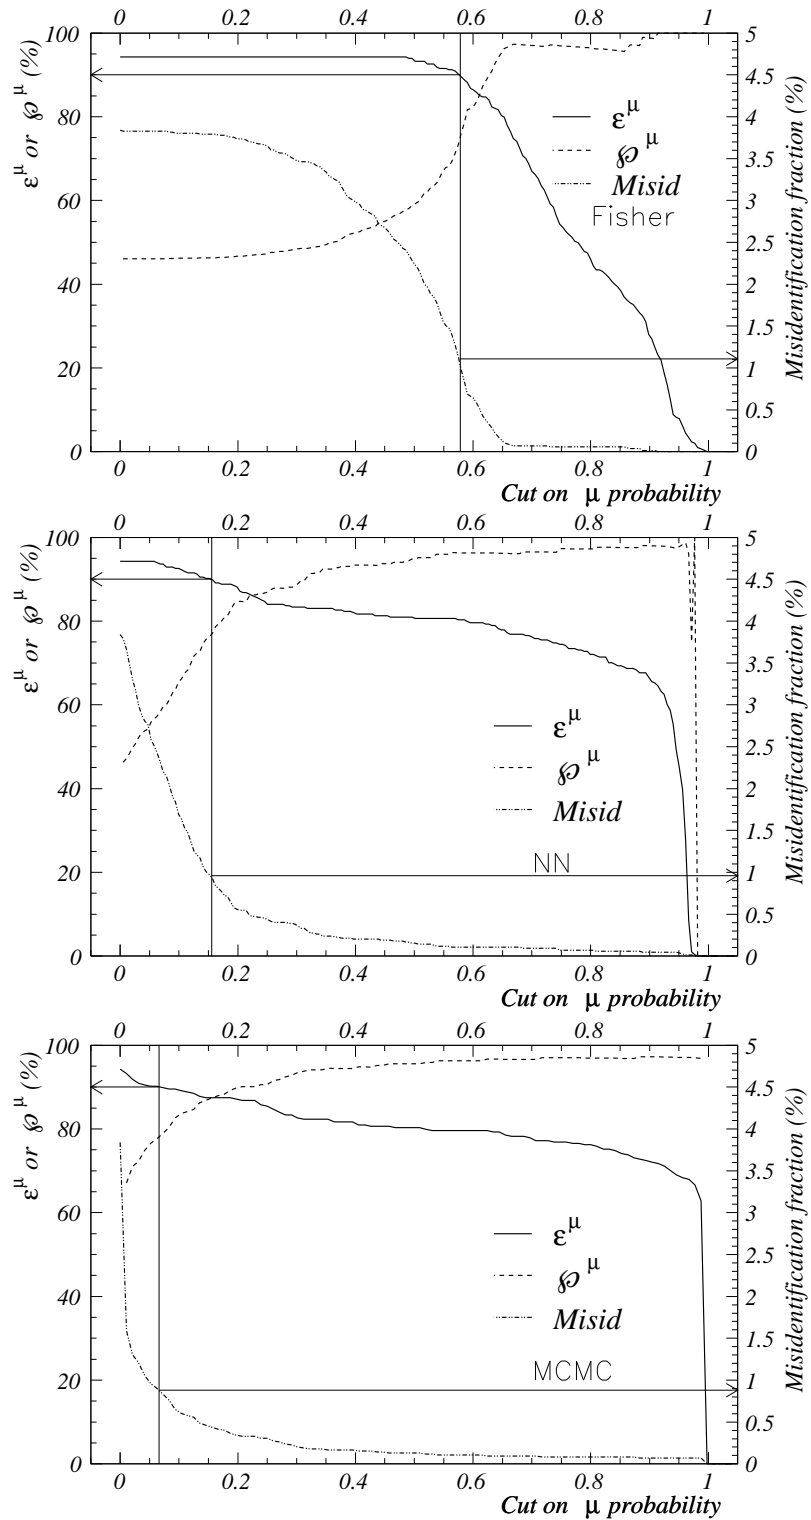 0 0.2 0.4 0.6 0.8 1
100 80 60 40 20 0
εμ or ℘μ (%)
5 4.5 4 3.5 3 2.5 2 1.5 1 0.5 0
Misidentification fraction (%)
εμ
℘μ
Misid
Fisher
0 0.2 0.4 0.6 0.8 1
Cut on μ probability
0 0.2 0.4 0.6 0.8 1
100 80 60 40 20 0
εμ or ℘μ (%)
5 4.5 4 3.5 3 2.5 2 1.5 1 0.5 0
Misidentification fraction (%)
εμ
℘μ
Misid
NN
0 0.2 0.4 0.6 0.8 1
Cut on μ probability
0 0.2 0.4 0.6 0.8 1
100 80 60 40 20 0
εμ or ℘μ (%)
5 4.5 4 3.5 3 2.5 2 1.5 1 0.5 0
Misidentification fraction (%)
εμ
℘μ
Misid
MCMC
0 0.2 0.4 0.6 0.8 1
Cut on μ probability